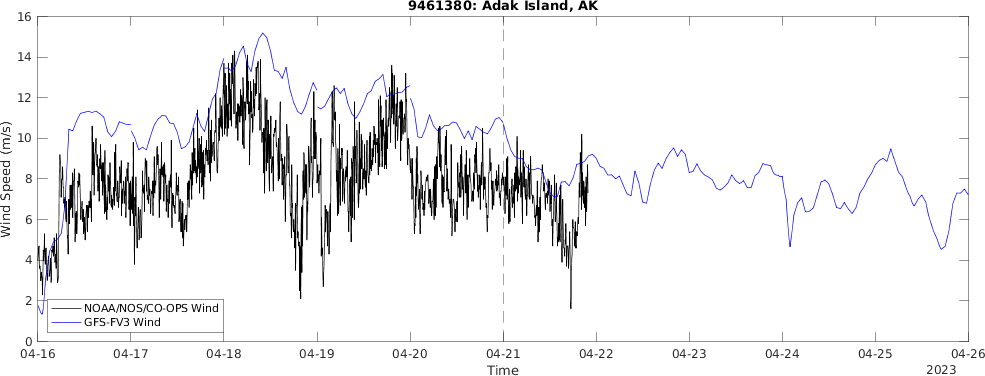 9461380: Adak Island, AK
16
14
12
10
8
6
4
2
0
Wind Speed (m/s)
NOAA/NOS/CO-OPS Wind
GFS-FV3 Wind
04-16 04-17 04-18 04-19 04-20 04-21 04-22 04-23 04-24 04-25 04-26
Time
2023